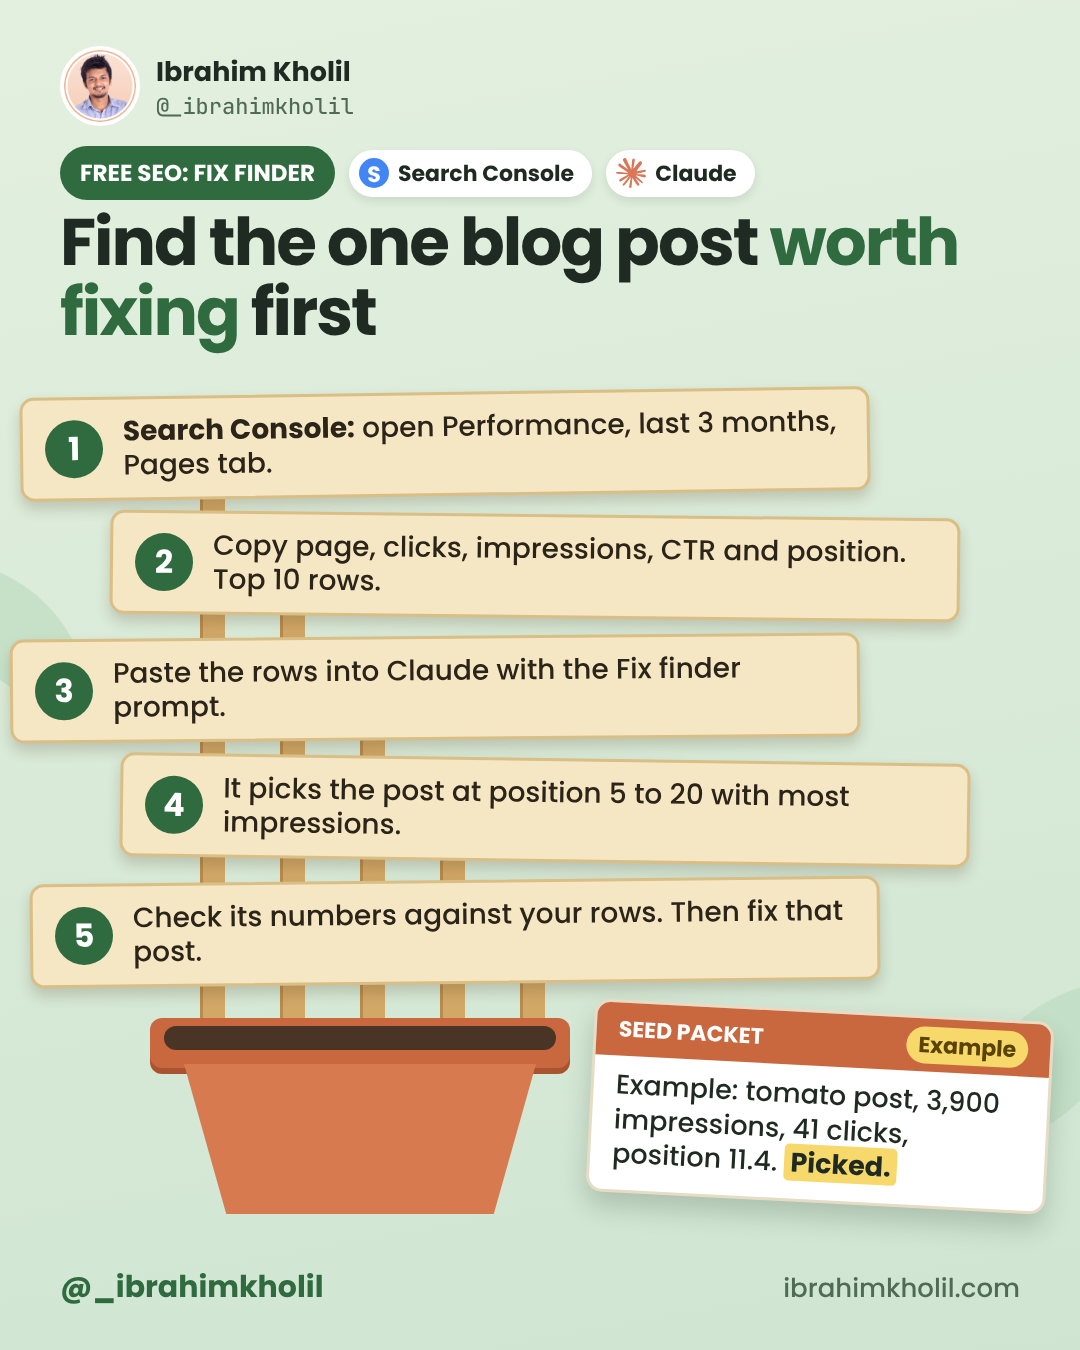 Ibrahim Kholil
@_ibrahimkholil
FREE SEO: FIX FINDER
S Search Console
Claude
Find the one blog post worth
fixing first
1
Search Console: open Performance, last 3 months,
Pages tab.
2
Copy page, clicks, impressions, CTR and position.
Top 10 rows.
3
Paste the rows into Claude with the Fix finder
prompt.
4
It picks the post at position 5 to 20 with most
impressions.
5
Check its numbers against your rows. Then fix that
post.
SEED PACKET
Example
Example: tomato post, 3,900
impressions, 41 clicks,
position 11.4. Picked.
@_ibrahimkholil
ibrahimkholil.com